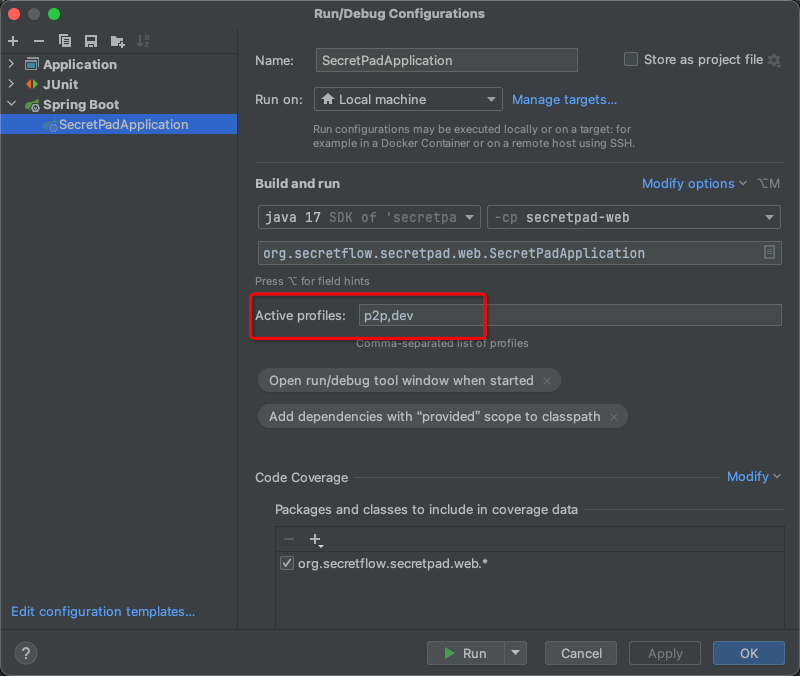 Run/Debug Configurations
Application
JUnit
Spring Boot
SecretPadApplication
Edit configuration templates...
Name: SecretPadApplication
Store as project file
Run on: Local machine
Manage targets...
Run configurations may be executed locally or on a target: for
example in a Docker Container or on a remote host using SSH.
Build and run
Modify options ⌥M
java 17 SDK of 'secretpa
-cp secretpad-web
org.secretflow.secretpad.web.SecretPadApplication
Press ⌥ for field hints
Active profiles: p2p,dev
Comma-separated list of profiles
Open run/debug tool window when started ×
Add dependencies with “provided” scope to classpath ×
Code Coverage
Modify
Packages and classes to include in coverage data
org.secretflow.secretpad.web.*
?
Run
Cancel
Apply
OK